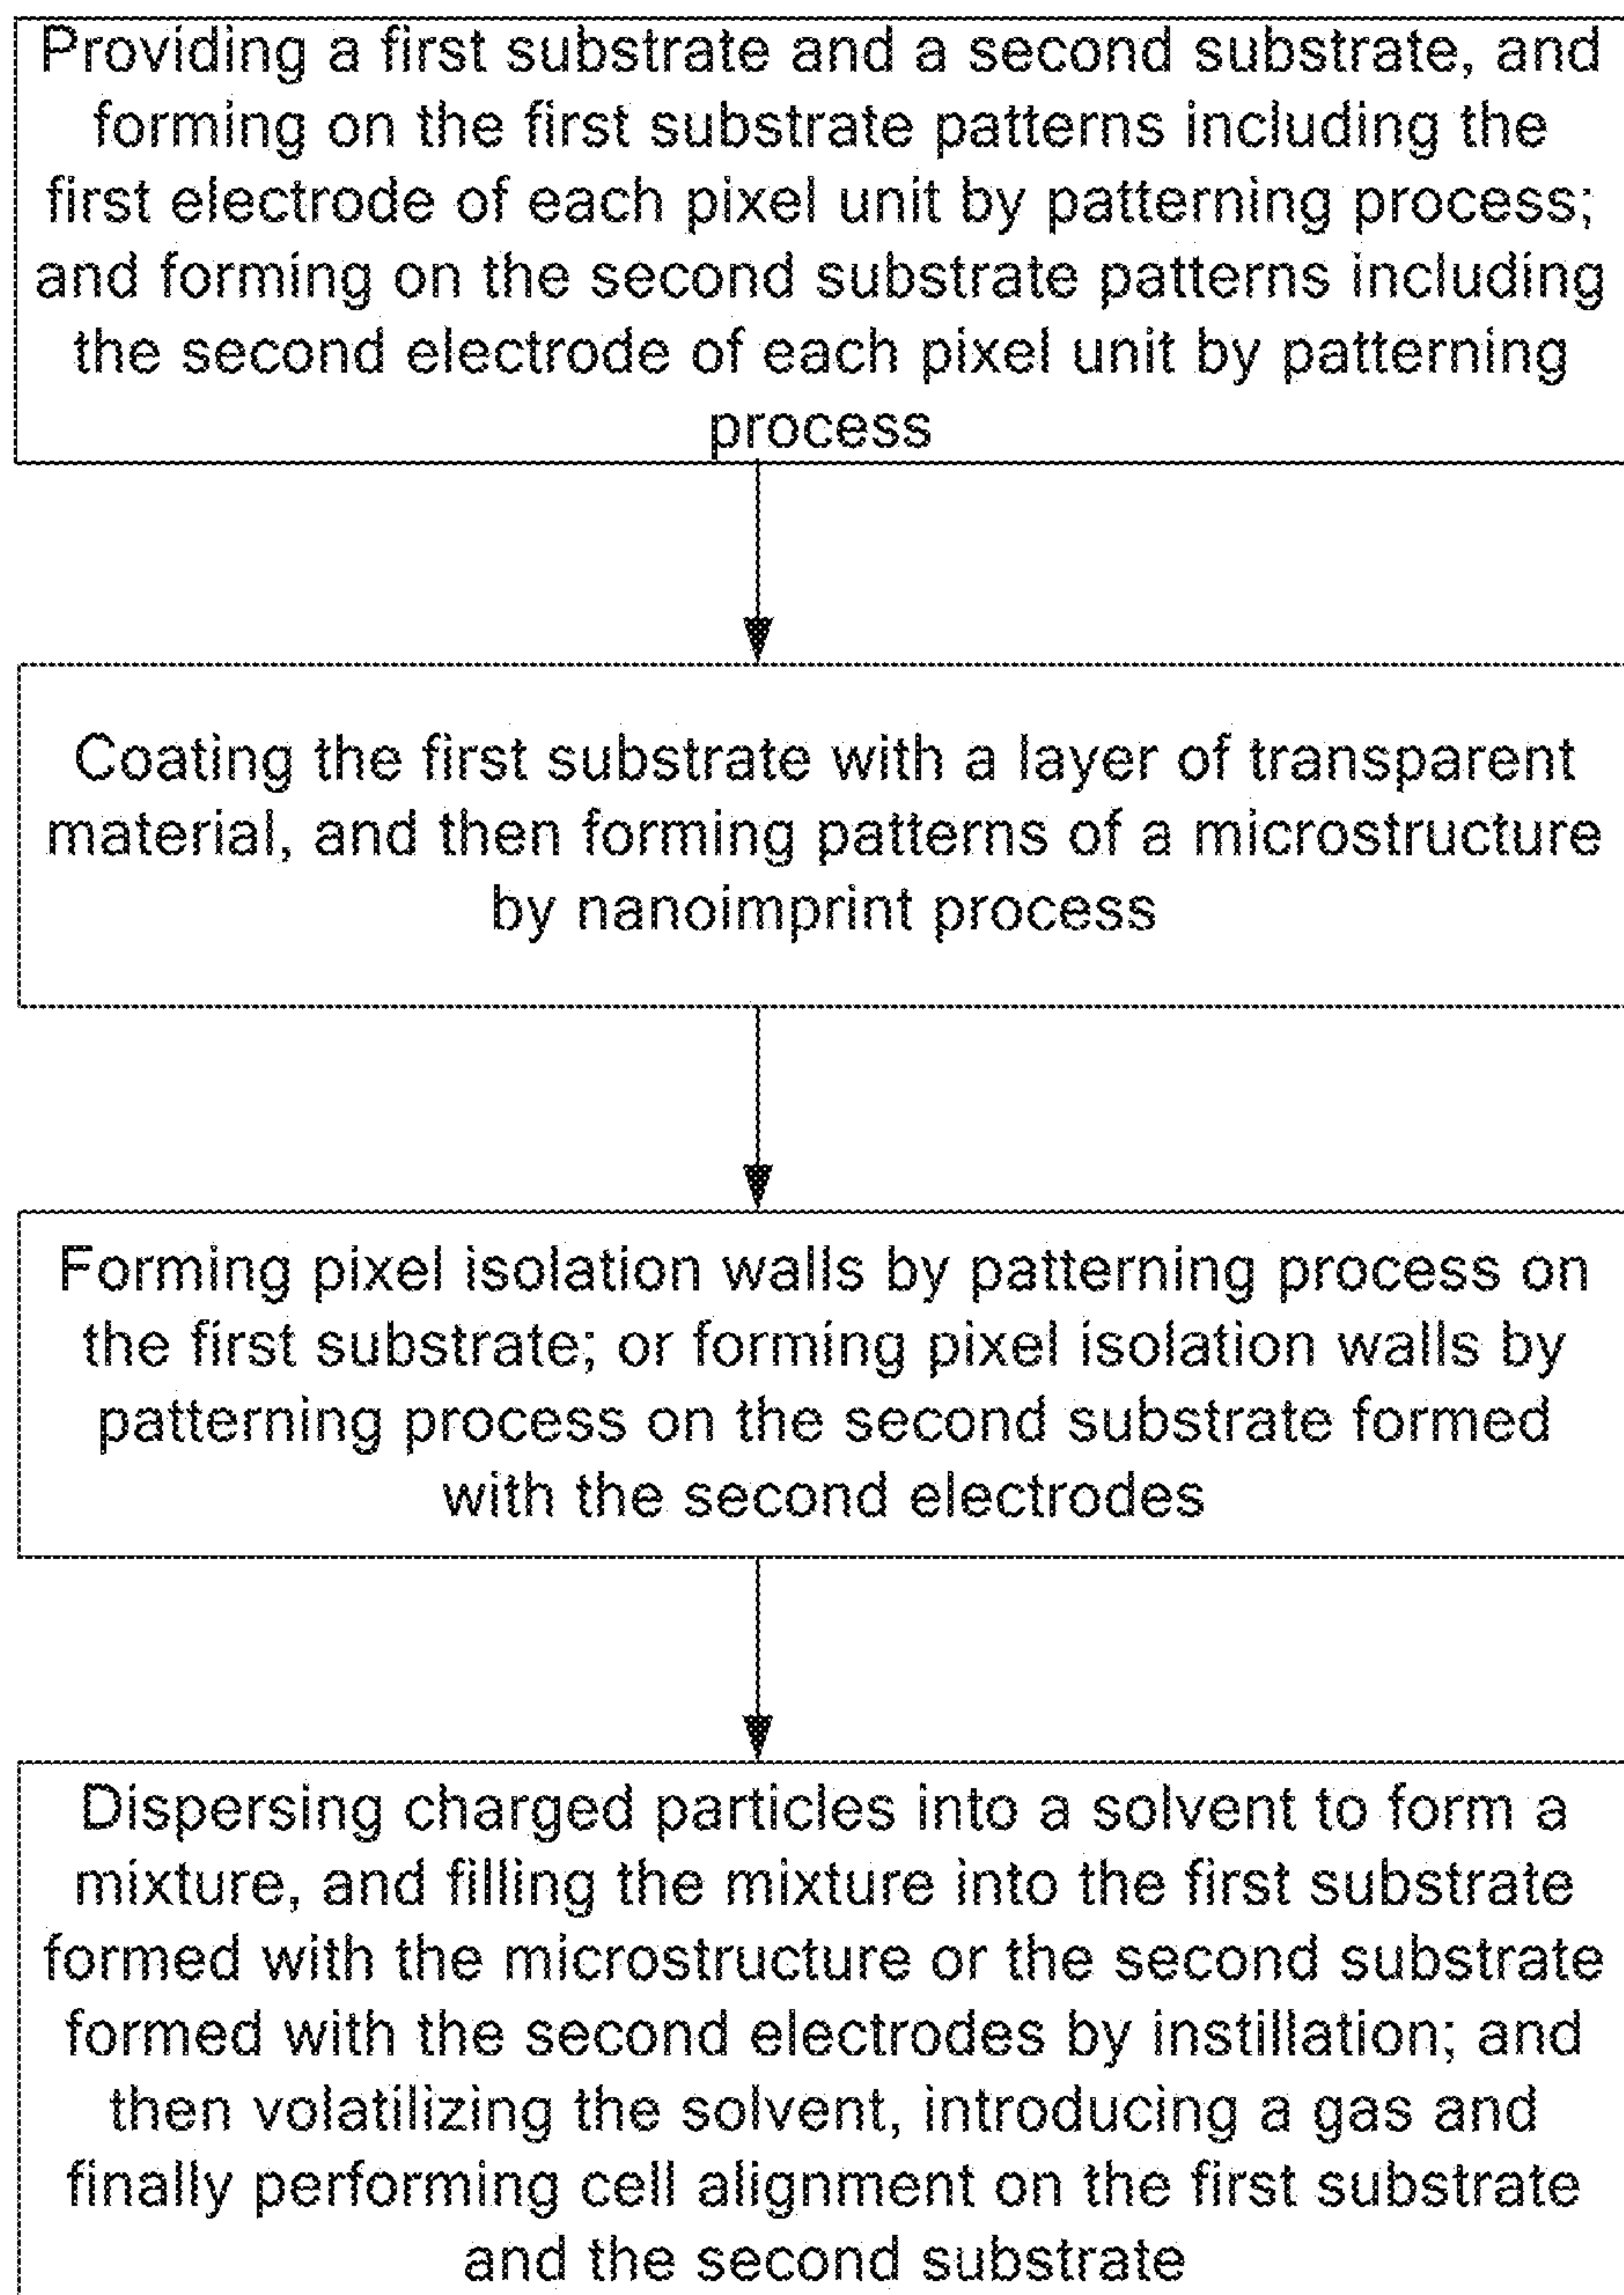 Providing a first substrate and a second substrate, and
forming on the first substrate patterns including the
first electrode of each pixel unit by patterning process;
and forming on the second substrate patterns including
the second electrode of each pixel unit by patterning
process
Coating the first substrate with a layer of transparent
material, and then forming patterns of a microstructure
by nanoimprint process
Forming pixel isolation walls by patterning process on
the first substrate; or forming pixel isolation walls by
patterning process on the second substrate formed
with the second electrodes
Dispersing charged particles into a solvent to form a
mixture, and filling the mixture into the first substrate
formed with the microstructure or the second substrate
formed with the second electrodes by instillation; and
then volatilizing the solvent, introducing a gas and
finally performing cell alignment on the first substrate
and the second substrate